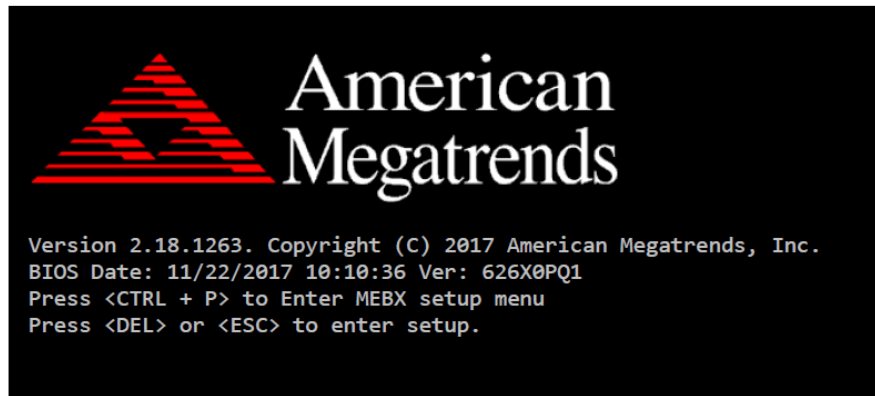 American
Megatrends
Version 2.18.1263. Copyright (C) 2017 American Megatrends, Inc.
BIOS Date: 11/22/2017 10:10:36 Ver: 626X0PQ1
Press <CTRL + P> to Enter MEBX setup menu
Press <DEL> or <ESC> to enter setup.